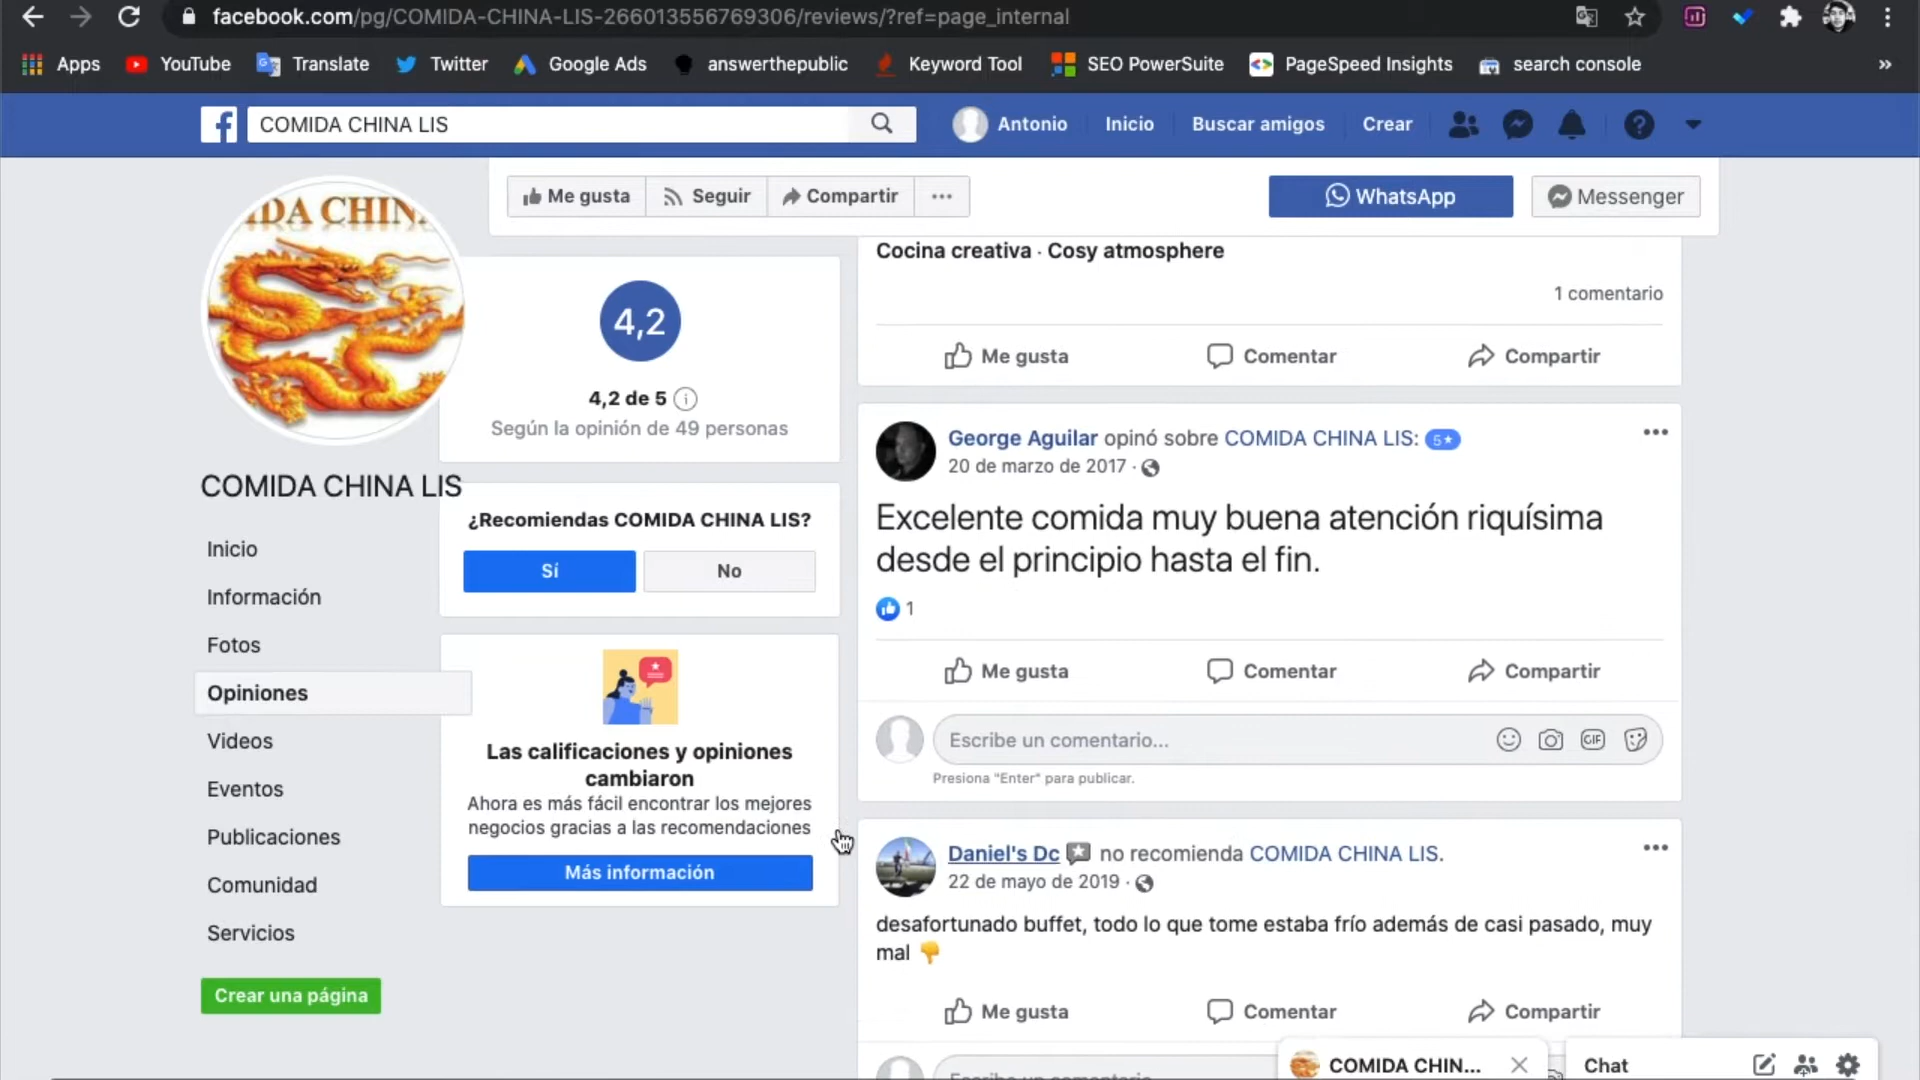 facebook.com/pg/COMIDA-CHINA-LIS-266013556769306/reviews/?ref=page_internal
Apps YouTube Translate Twitter Google Ads answerthepublic Keyword Tool SEO PowerSuite PageSpeed Insights search console »
COMIDA CHINA LIS
Antonio Inicio Buscar amigos Crear
Me gusta Seguir Compartir ...
WhatsApp Messenger
IDA CHIN
4,2
4,2 de 5
Según la opinión de 49 personas
COMIDA CHINA LIS
¿Recomiendas COMIDA CHINA LIS?
Sí No
Inicio
Información
Fotos
Opiniones
Videos
Eventos
Publicaciones
Comunidad
Servicios
Crear una página
Las calificaciones y opiniones
cambiaron
Ahora es más fácil encontrar los mejores
negocios gracias a las recomendaciones
Más información
Cocina creativa · Cosy atmosphere
1 comentario
Me gusta Comentar Compartir
George Aguilar opinó sobre COMIDA CHINA LIS: 5★
20 de marzo de 2017 ·
Excelente comida muy buena atención riquísima
desde el principio hasta el fin.
1
Me gusta Comentar Compartir
Escribe un comentario... GIF
Presiona "Enter" para publicar.
Daniel's Dc no recomienda COMIDA CHINA LIS.
22 de mayo de 2019 ·
desafortunado buffet, todo lo que tome estaba frío además de casi pasado, muy
mal 👎
Me gusta Comentar Compartir
Escribe un comentario
COMIDA CHIN...
Chat